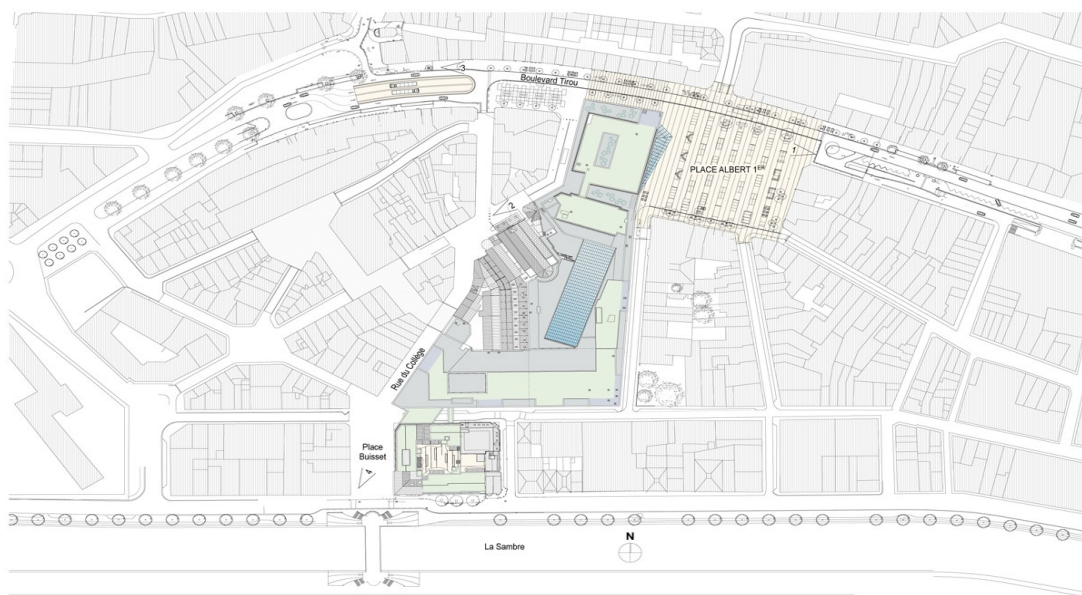 3
Boulevard Tirou
1
PLACE ALBERT 1ER
2
Rue du Collège
Place
Buisset
4
N
La Sambre